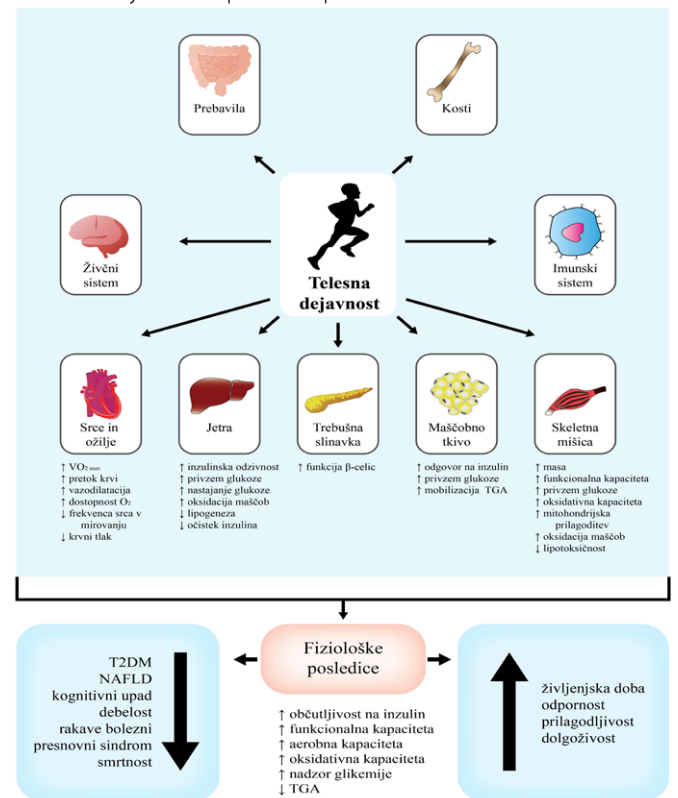 Prebavila
Kosti
Živčni
sistem
Telesna
dejavnost
Imunski
sistem
Srce in
ožilje
↑ VO₂ max
↑ pretok krvi
↑ vazodilatacija
↑ dostopnost O₂
↓ frekvenca srca v
mirovanju
↓ krvni tlak
Jetra
↑ inzulinska odzivnost
↑ privzem glukoze
↑ nastajanje glukoze
↑ oksidacija maščob
↓ lipogeneza
↓ očistek inzulina
Trebušna
slinavka
↑ funkcija β-celic
Maščobno
tkivo
↑ odgovor na inzulin
↑ privzem glukoze
↑ mobilizacija TGA
Skeletna
mišica
↑ masa
↑ funkcionalna kapaciteta
↑ privzem glukoze
↑ oksidativna kapaciteta
↑ mitohondrijska
prilagoditev
↑ oksidacija maščob
↓ lipotoksičnost
T2DM
NAFLD
kognitivni upad
debelost
rakave bolezni
presnovni sindrom
smrtnost
Fiziološke
posledice
↑ občutljivost na inzulin
↑ funkcionalna kapaciteta
↑ aerobna kapaciteta
↑ oksidativna kapaciteta
↑ nadzor glikemije
↓ TGA
življenjska doba
odpornost
prilagodljivost
dolgoživost